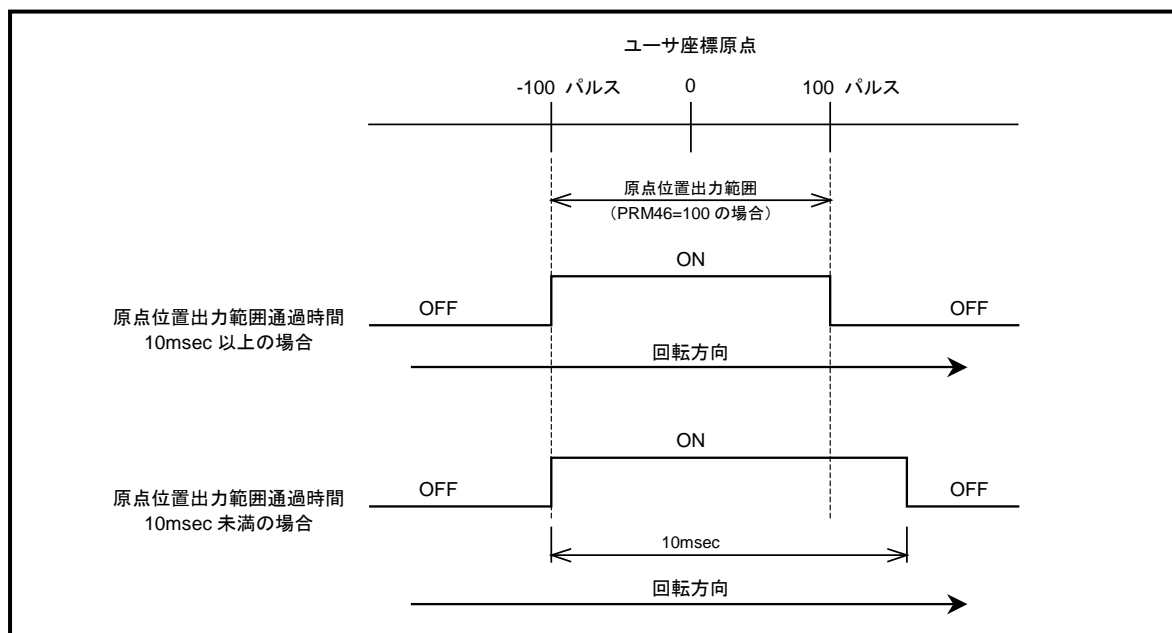 ユーサ座標原点
-100 パルス 0 100 パルス
原点位置出力範囲
（PRM46=100 の場合）
ON
OFF OFF
原点位置出力範囲通過時間
10msec 以上の場合
回転方向
ON
OFF OFF
原点位置出力範囲通過時間
10msec 未満の場合
10msec
回転方向